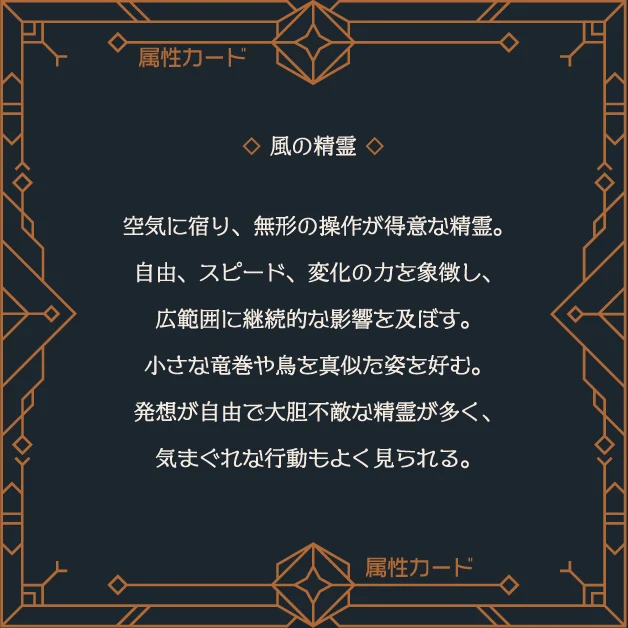 属性カード
◇ 風の精霊 ◇
空気に宿り、無形の操作が得意な精霊。
自由、スピード、変化の力を象徴し、
広範囲に継続的な影響を及ぼす。
小さな竜巻や鳥を真似た姿を好む。
発想が自由で大胆不敵な精霊が多く、
気まぐれな行動もよく見られる。
属性カード